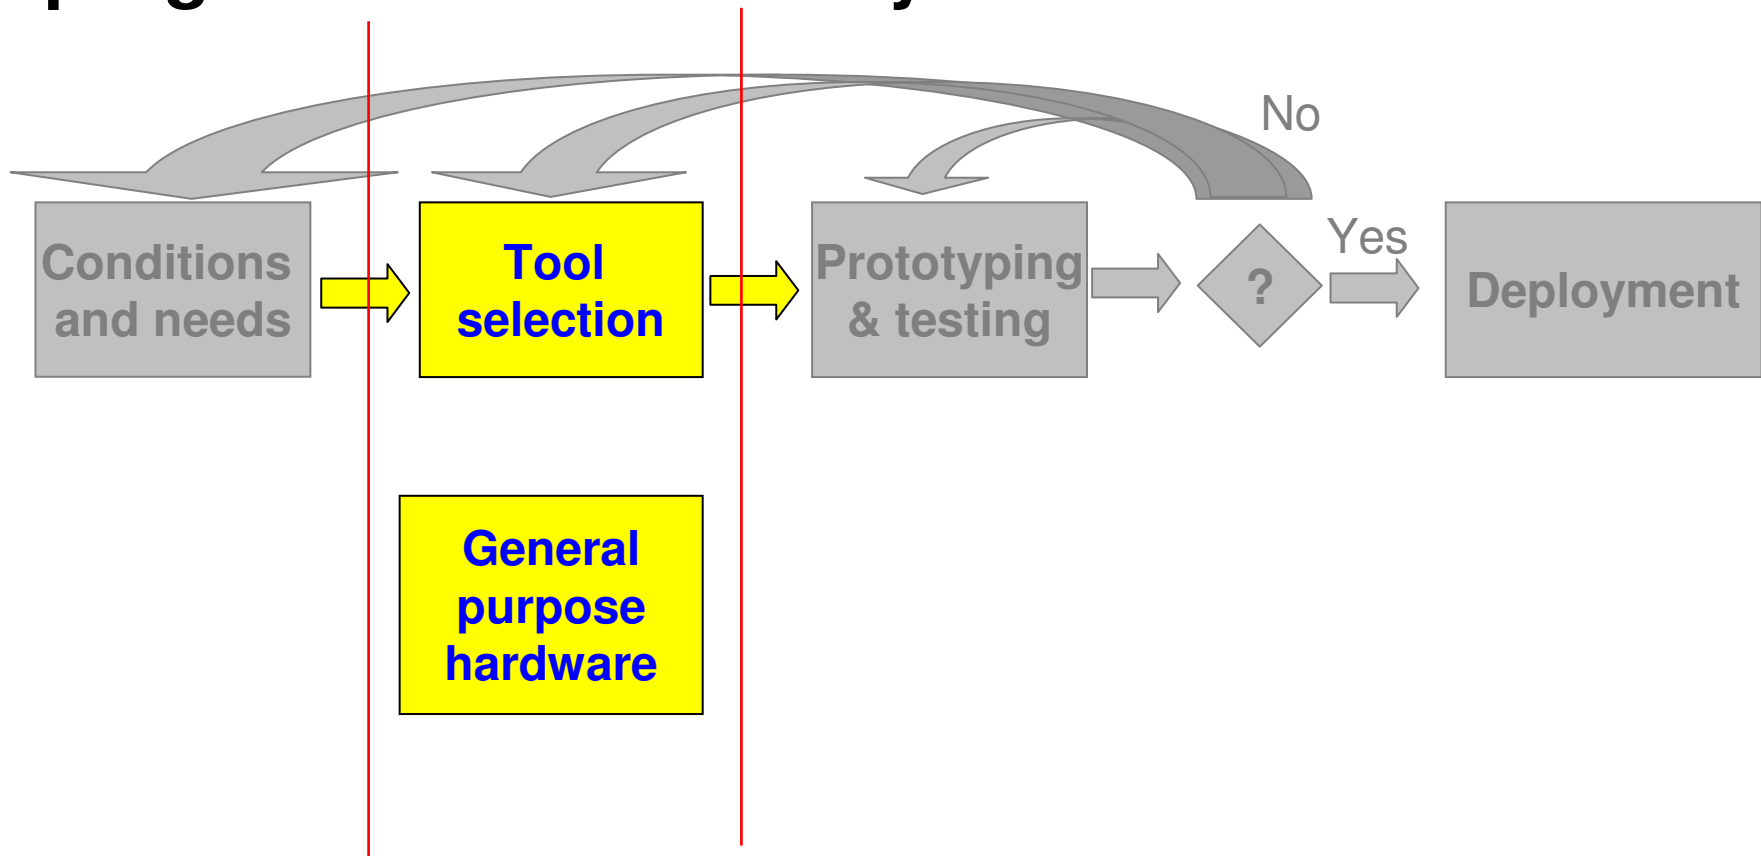 No
Yes
Conditions
and needs
Tool
selection
Prototyping
& testing
?
Deployment
General
purpose
hardware